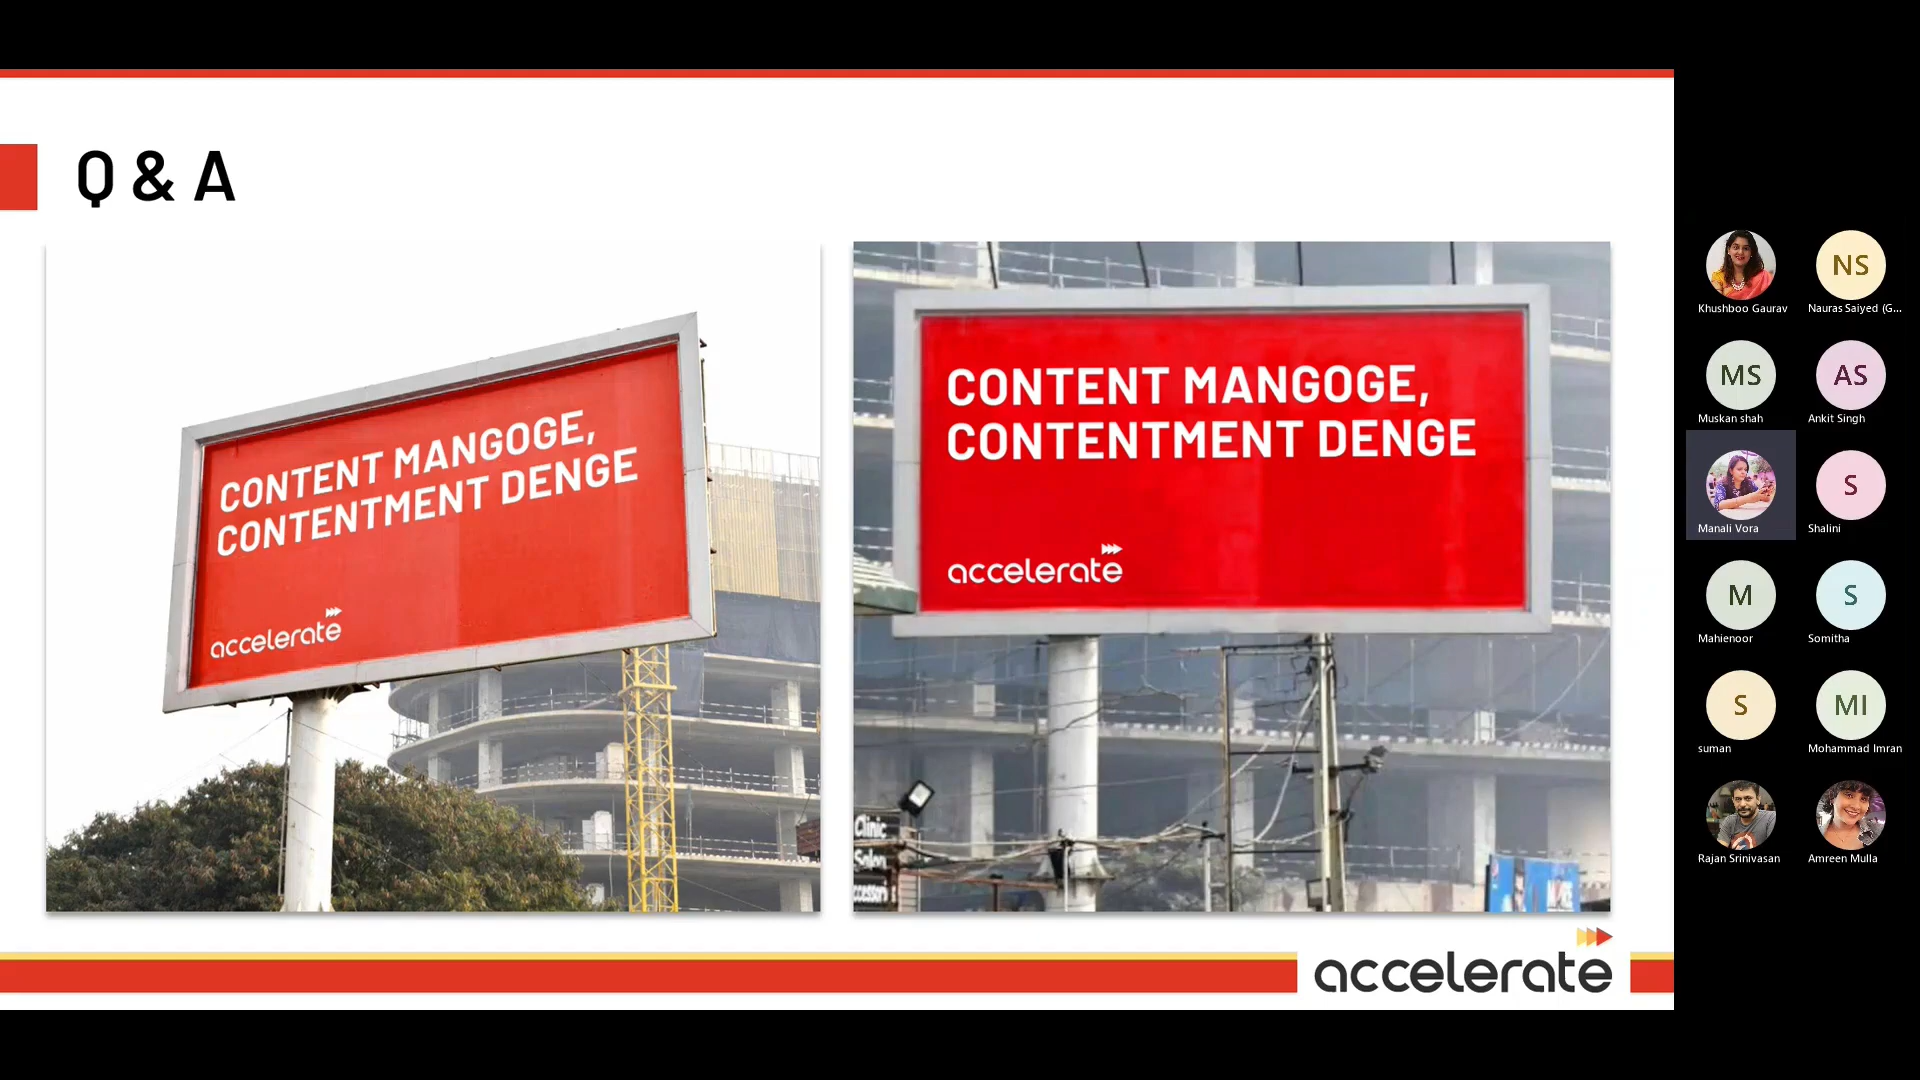 Q & A
CONTENT MANGOGE,
CONTENTMENT DENGE
accelerate
CONTENT MANGOGE,
CONTENTMENT DENGE
accelerate
Clinic
Salon
accelerate
Khushboo Gaurav
NS
Nauras Saiyed (G...
MS
Muskan shah
AS
Ankit Singh
Manali Vora
S
Shalini
M
Mahienoor
S
Somitha
S
suman
MI
Mohammad Imran
Rajan Srinivasan
Amreen Mulla